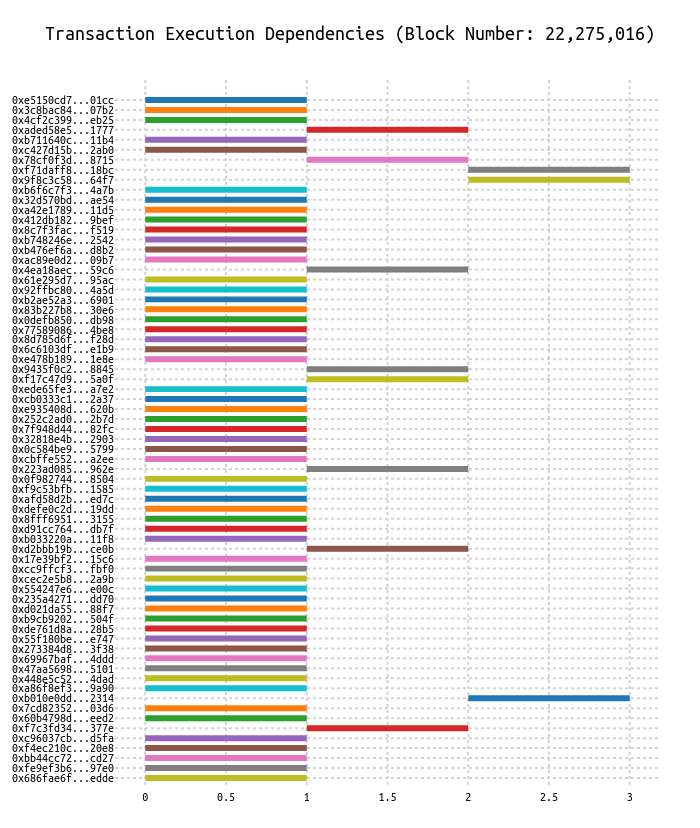 Transaction Execution Dependencies (Block Number: 22,275,016)
0xe5150cd7...01cc
0x3c8bac84...07b2
0x4cf2c399...eb25
0xaded58e5...1777
0xb711640c...11b4
0xc427d15b...2ab0
0x78cf0f3d...8715
0xf71daff8...18bc
0x9f8c3c58...64f7
0xb6f6c7f3...4a7b
0x32d570bd...ae54
0xa42e1789...11d5
0x412db182...9bef
0x8c7f3fac...f519
0xb748246e...2542
0xb476ef6a...d8b2
0xac89e0d2...09b7
0x4ea18aec...59c6
0x61e295d7...95ac
0x92ffbc80...4a5d
0xb2ae52a3...6901
0x83b227b8...30e6
0x0defb850...db98
0x77589086...4be8
0x8d785d6f...f28d
0x6c6103df...e1b9
0xe478b189...1e8e
0x9435f0c2...8845
0xf17c47d9...5a0f
0xede65fe3...a7e2
0xcb0333c1...2a37
0xe935408d...620b
0x252c2ad0...2b7d
0x7f948d44...82fc
0x32818e4b...2903
0x0c584be9...5799
0xcbffe552...a2ee
0x223ad085...962e
0x0f982744...8504
0xf9c53bfb...1585
0xafd58d2b...ed7c
0xdefe0c2d...19dd
0x8fff6951...3155
0xd91cc764...db7f
0xb033220a...11f8
0xd2bbb19b...ce0b
0x17e39bf2...15c6
0xcc9ffcf3...fbf0
0xcec2e5b8...2a9b
0x554247e6...e00c
0x235a4271...dd70
0xd021da55...88f7
0xb9cb9202...504f
0xde761d8a...28b5
0x55f180be...e747
0x273384d8...3f38
0x69967baf...4ddd
0x47aa5698...5101
0x448e5c52...4dad
0xa86f8ef3...9a90
0xb010e0dd...2314
0x7cd82352...03d6
0x60b4798d...eed2
0xf7c3fd34...377e
0xc96037cb...d5fa
0xf4ec210c...20e8
0xbb44cc72...cd27
0xfe9ef3b6...97e0
0x686fae6f...edde
0 0.5 1 1.5 2 2.5 3